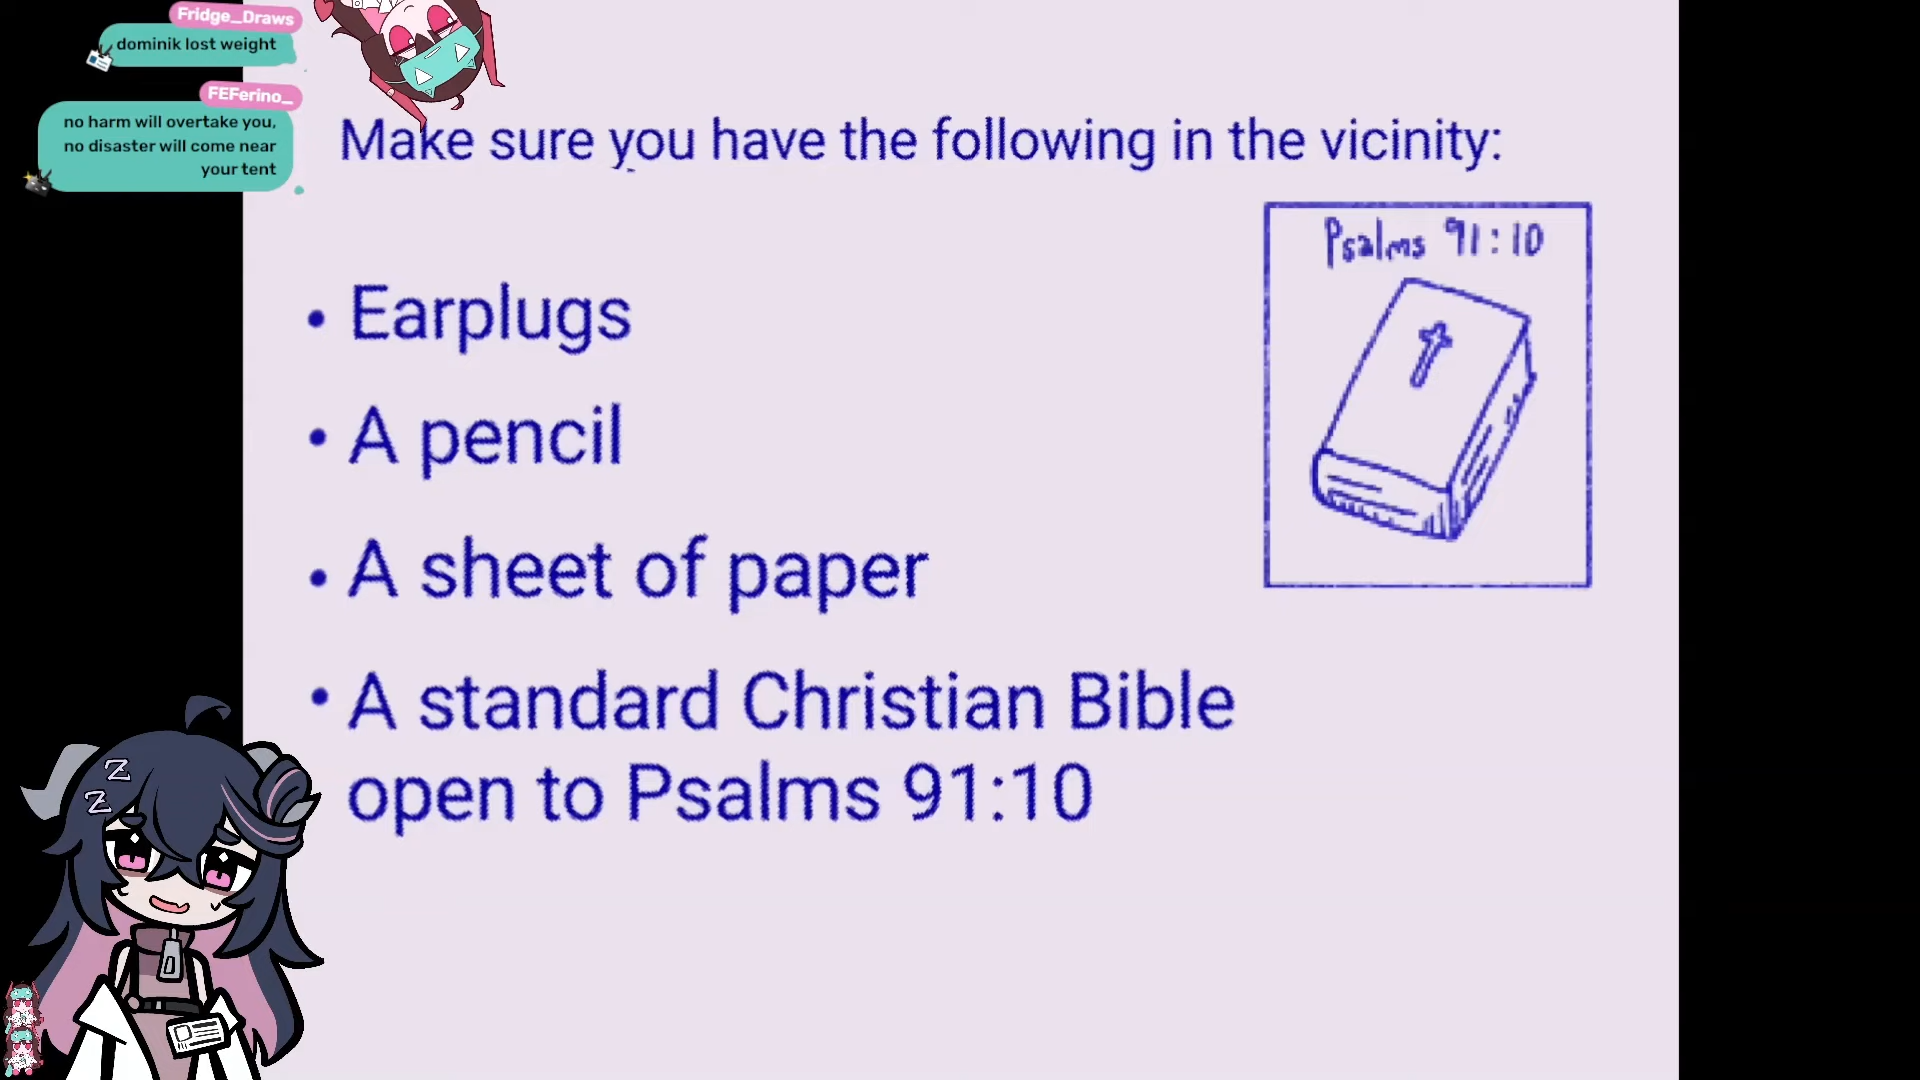 Fridge_Draws
dominik lost weight
FEFerino_
no harm will overtake you,
no disaster will come near
your tent
Make sure you have the following in the vicinity:
Psalms 91:10
• Earplugs
• A pencil
• A sheet of paper
• A standard Christian Bible
open to Psalms 91:10
Z
Z